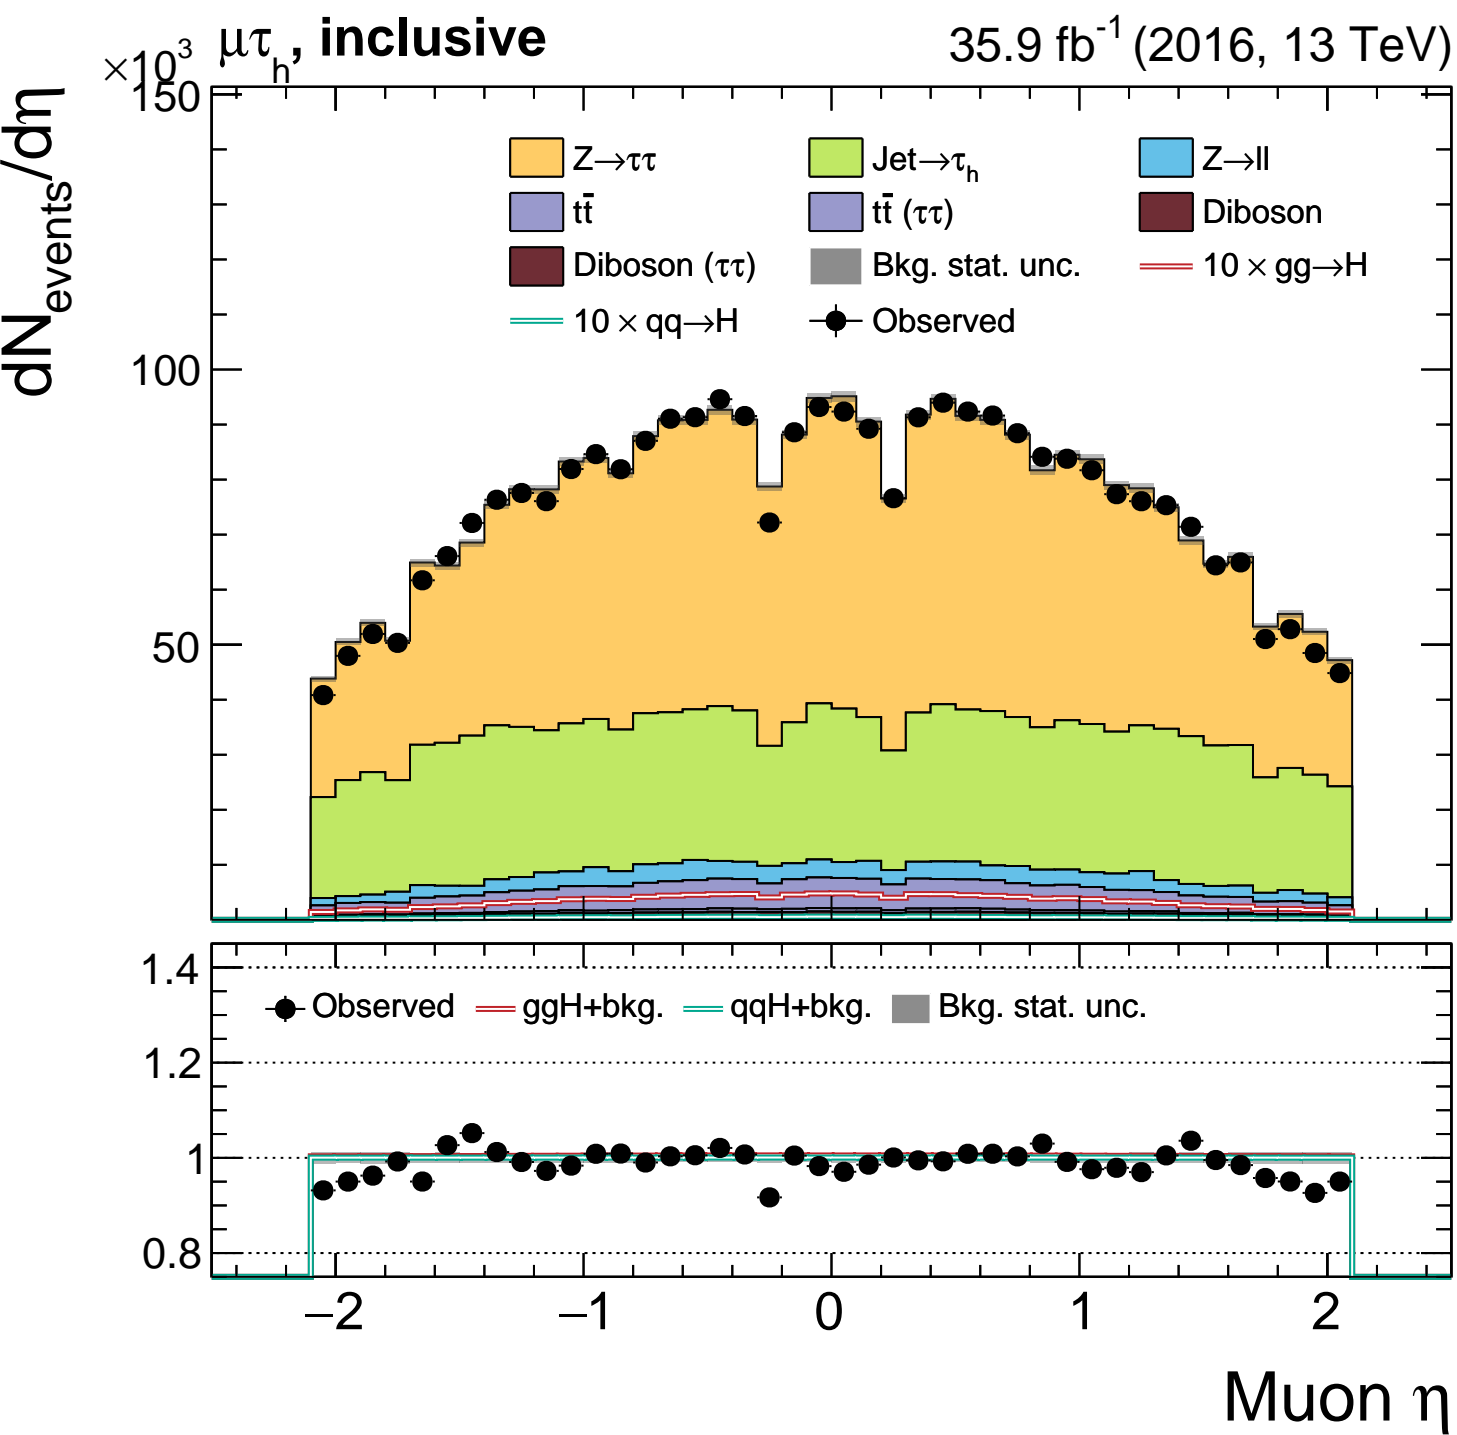 ×10³ μτh, inclusive 35.9 fb⁻¹ (2016, 13 TeV)
dNevents/dη
150
100
50
Z→ττ Jet→τh Z→ll
tt̄ tt̄ (ττ) Diboson
Diboson (ττ) Bkg. stat. unc. 10 × gg→H
10 × qq→H Observed
1.4
1.2
1
0.8
Observed ggH+bkg. qqH+bkg. Bkg. stat. unc.
−2 −1 0 1 2
Muon η